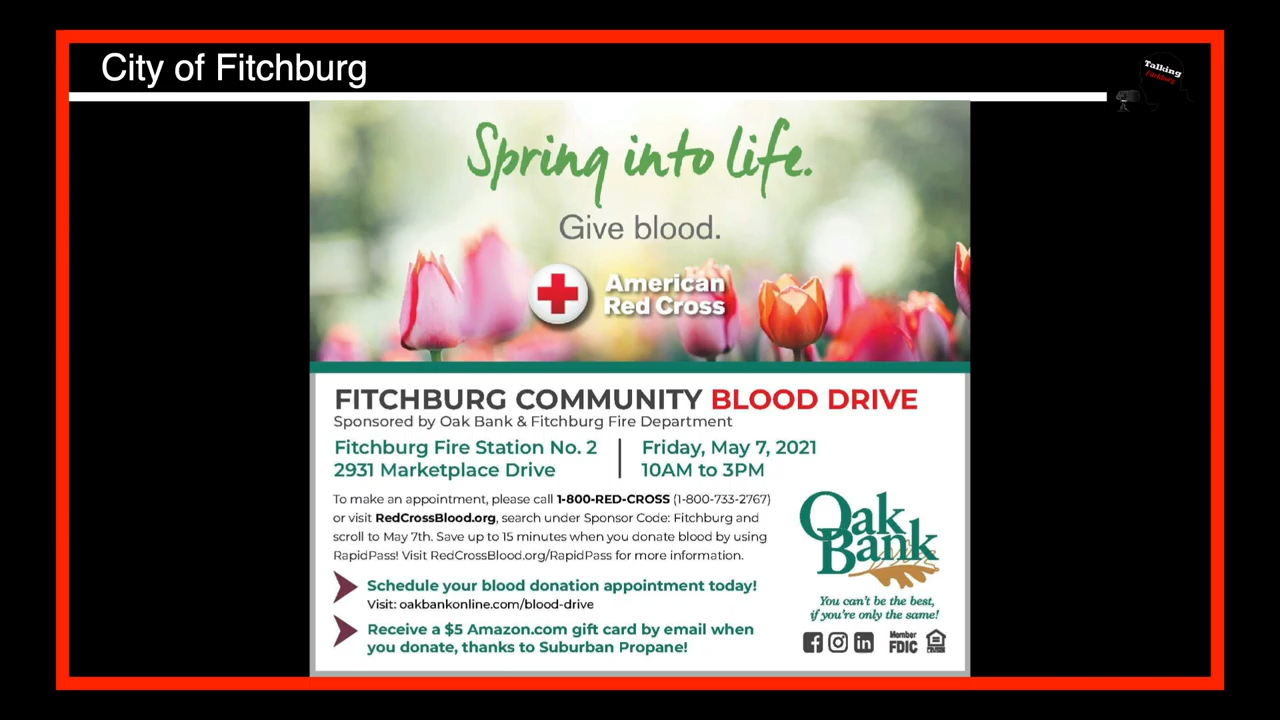 City of Fitchburg
Talking
Fitchburg
Spring into life.
Give blood.
American
Red Cross
FITCHBURG COMMUNITY BLOOD DRIVE
Sponsored by Oak Bank & Fitchburg Fire Department
Fitchburg Fire Station No. 2
2931 Marketplace Drive
Friday, May 7, 2021
10AM to 3PM
To make an appointment, please call 1-800-RED-CROSS (1-800-733-2767)
or visit RedCrossBlood.org, search under Sponsor Code: Fitchburg and
scroll to May 7th. Save up to 15 minutes when you donate blood by using
RapidPass! Visit RedCrossBlood.org/RapidPass for more information.
Schedule your blood donation appointment today!
Visit: oakbankonline.com/blood-drive
Receive a $5 Amazon.com gift card by email when
you donate, thanks to Suburban Propane!
Oak
Bank
You can't be the best,
if you're only the same!
Member
FDIC